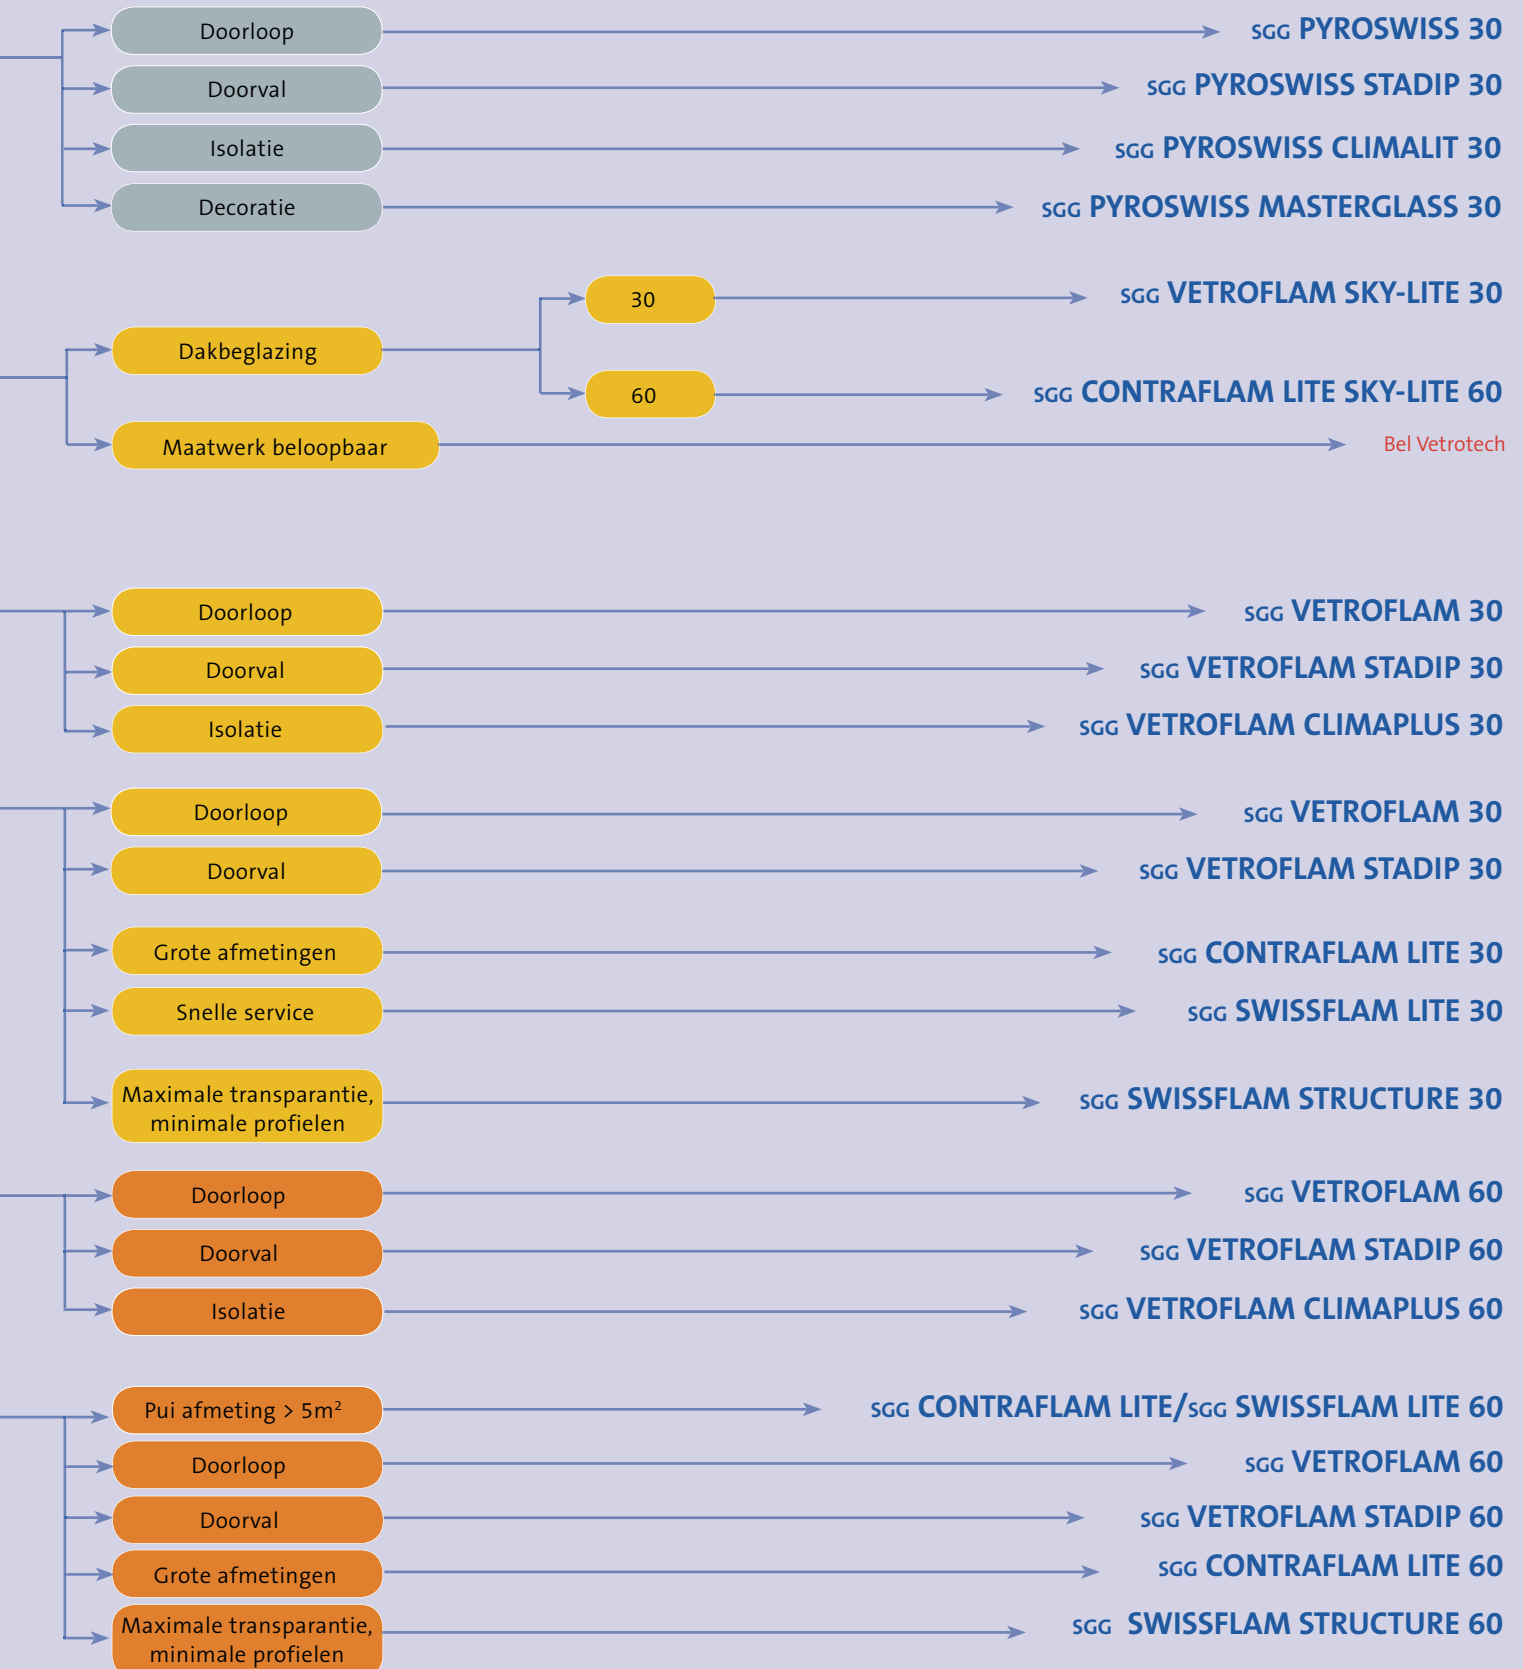 Doorloop SGG PYROSWISS 30
Doorval SGG PYROSWISS STADIP 30
Isolatie SGG PYROSWISS CLIMALIT 30
Decoratie SGG PYROSWISS MASTERGLASS 30
30 SGG VETROFLAM SKY-LITE 30
Dakbeglazing
60 SGG CONTRAFLAM LITE SKY-LITE 60
Maatwerk beloopbaar Bel Vetrotech
Doorloop SGG VETROFLAM 30
Doorval SGG VETROFLAM STADIP 30
Isolatie SGG VETROFLAM CLIMAPLUS 30
Doorloop SGG VETROFLAM 30
Doorval SGG VETROFLAM STADIP 30
Grote afmetingen SGG CONTRAFLAM LITE 30
Snelle service SGG SWISSFLAM LITE 30
Maximale transparantie,
minimale profielen SGG SWISSFLAM STRUCTURE 30
Doorloop SGG VETROFLAM 60
Doorval SGG VETROFLAM STADIP 60
Isolatie SGG VETROFLAM CLIMAPLUS 60
Pui afmeting > 5m² SGG CONTRAFLAM LITE/SGG SWISSFLAM LITE 60
Doorloop SGG VETROFLAM 60
Doorval SGG VETROFLAM STADIP 60
Grote afmetingen SGG CONTRAFLAM LITE 60
Maximale transparantie,
minimale profielen SGG SWISSFLAM STRUCTURE 60